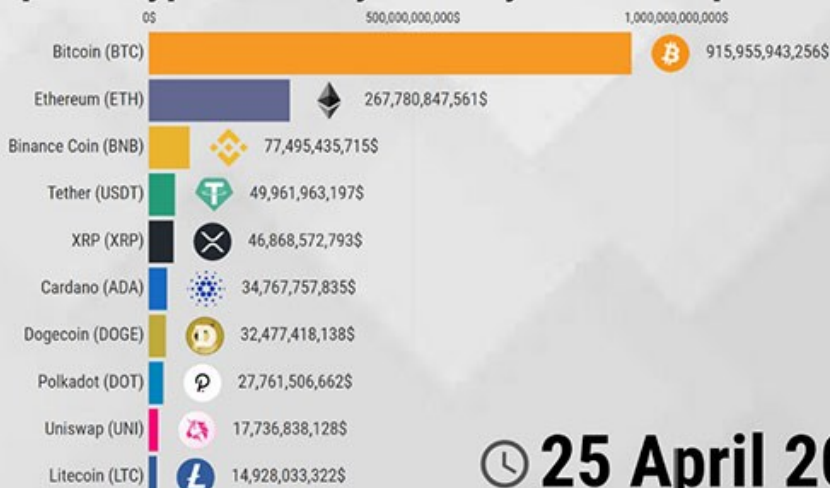 0$ 500,000,000,000$ 1,000,000,000,000$
Bitcoin (BTC) 915,955,943,256$
Ethereum (ETH) 267,780,847,561$
Binance Coin (BNB) 77,495,435,715$
Tether (USDT) 49,961,963,197$
XRP (XRP) 46,868,572,793$
Cardano (ADA) 34,767,757,835$
Dogecoin (DOGE) 32,477,418,138$
Polkadot (DOT) 27,761,506,662$
Uniswap (UNI) 17,736,838,128$
Litecoin (LTC) 14,928,033,322$
25 April 20